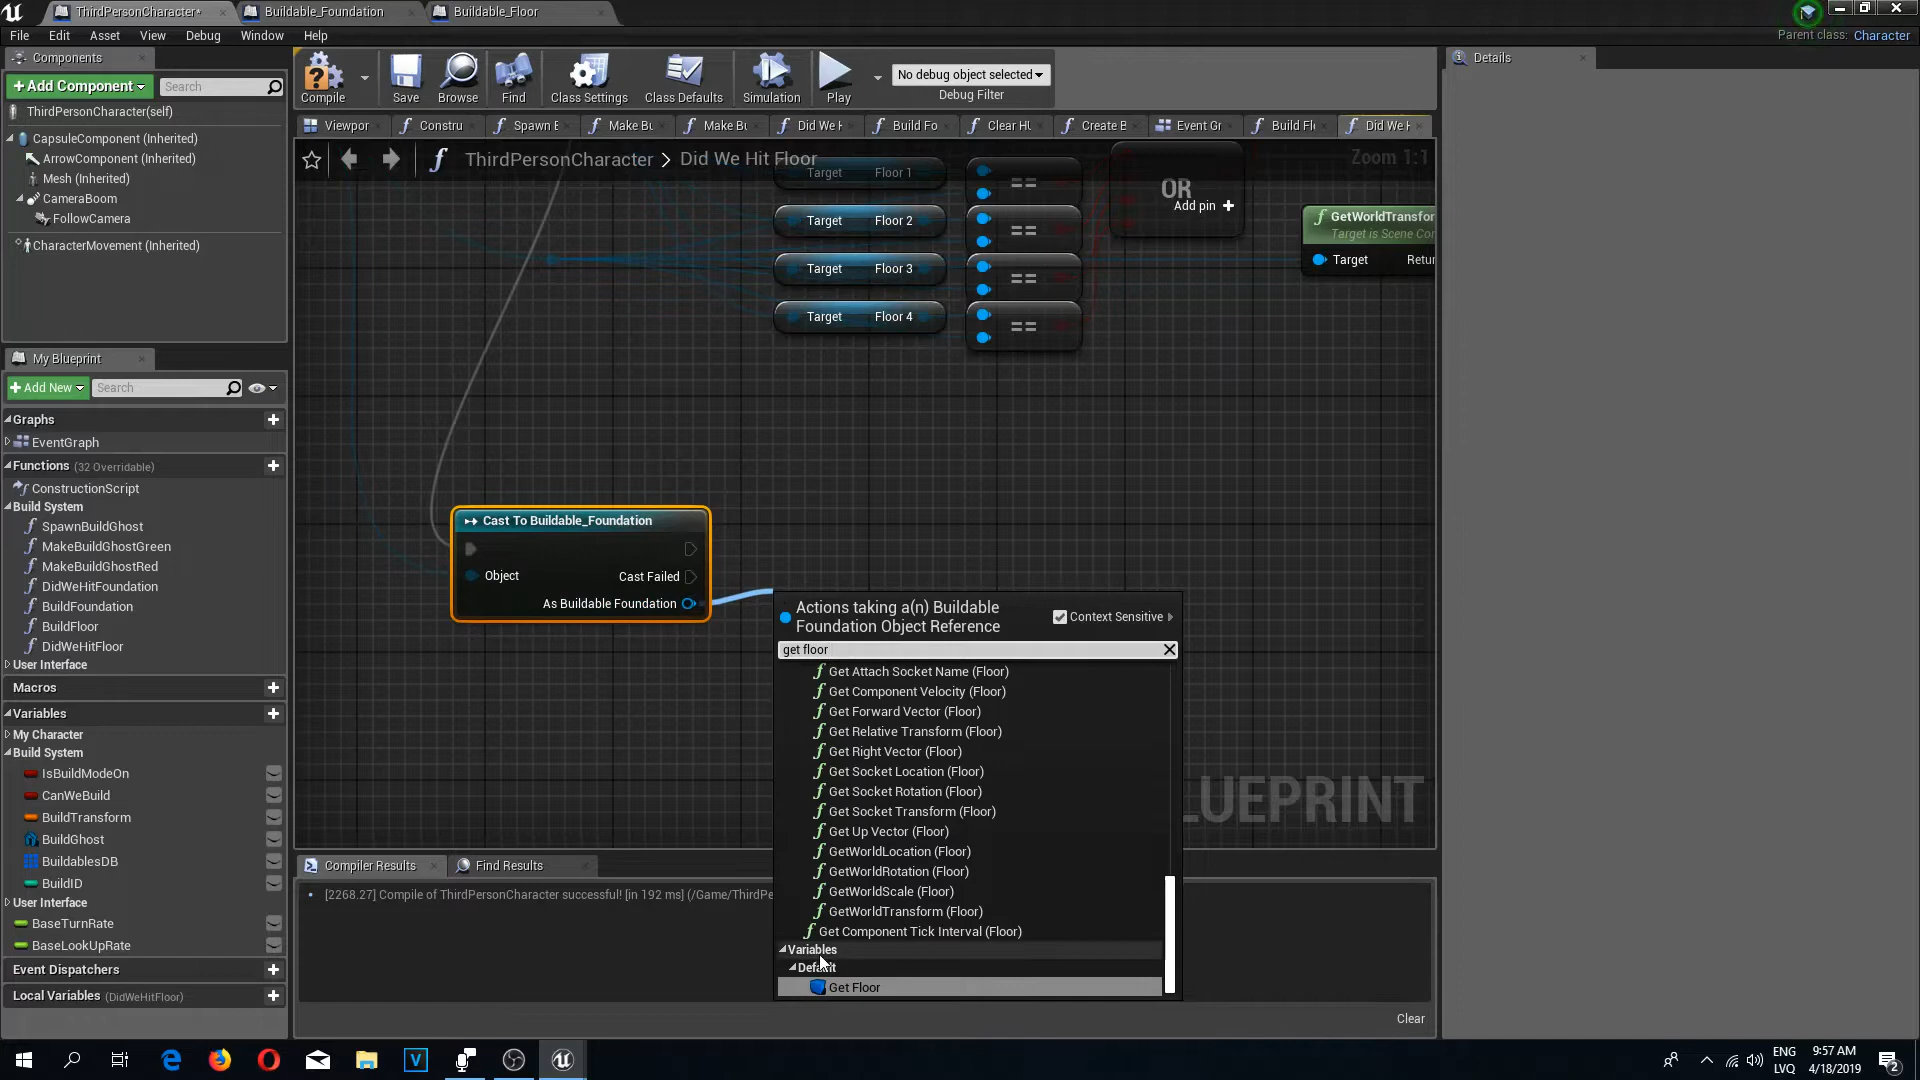 ThirdPersonCharacter*
Buildable_Foundation
Buildable_Floor
File Edit Asset View Debug Window Help
Parent class: Character
Components
+Add Component
Search
ThirdPersonCharacter(self)
CapsuleComponent (Inherited)
ArrowComponent (Inherited)
Mesh (Inherited)
CameraBoom
FollowCamera
CharacterMovement (Inherited)
My Blueprint
+Add New
Search
Graphs
EventGraph
Functions (32 Overridable)
ConstructionScript
Build System
SpawnBuildGhost
MakeBuildGhostGreen
MakeBuildGhostRed
DidWeHitFoundation
BuildFoundation
BuildFloor
DidWeHitFloor
User Interface
Macros
Variables
My Character
Build System
IsBuildModeOn
CanWeBuild
BuildTransform
BuildGhost
BuildablesDB
BuildID
User Interface
BaseTurnRate
BaseLookUpRate
Event Dispatchers
Local Variables (DidWeHitFloor)
Compile
Save
Browse
Find
Class Settings
Class Defaults
Simulation
Play
No debug object selected
Debug Filter
Viewpor
Constru
Spawn E
Make Bu
Make Bu
Did We H
Build Fo
Clear HU
Create B
Event Gr
Build Flo
Did We H
ThirdPersonCharacter > Did We Hit Floor
Zoom 1:1
Target Floor 1
==
Target Floor 2
==
Target Floor 3
==
Target Floor 4
==
OR
Add pin +
GetWorldTransfor
Target is Scene Co
Target Retur
Cast To Buildable_Foundation
Object
Cast Failed
As Buildable Foundation
Actions taking a(n) Buildable
Foundation Object Reference
Context Sensitive
get floor
Get Attach Socket Name (Floor)
Get Component Velocity (Floor)
Get Forward Vector (Floor)
Get Relative Transform (Floor)
Get Right Vector (Floor)
Get Socket Location (Floor)
Get Socket Rotation (Floor)
Get Socket Transform (Floor)
Get Up Vector (Floor)
GetWorldLocation (Floor)
GetWorldRotation (Floor)
GetWorldScale (Floor)
GetWorldTransform (Floor)
Get Component Tick Interval (Floor)
Variables
Default
Get Floor
LUEPRINT
Compiler Results
Find Results
[2268.27] Compile of ThirdPersonCharacter successful! [in 192 ms] (/Game/ThirdPe
Clear
Details
ENG
LVQ
9:57 AM
4/18/2019
2